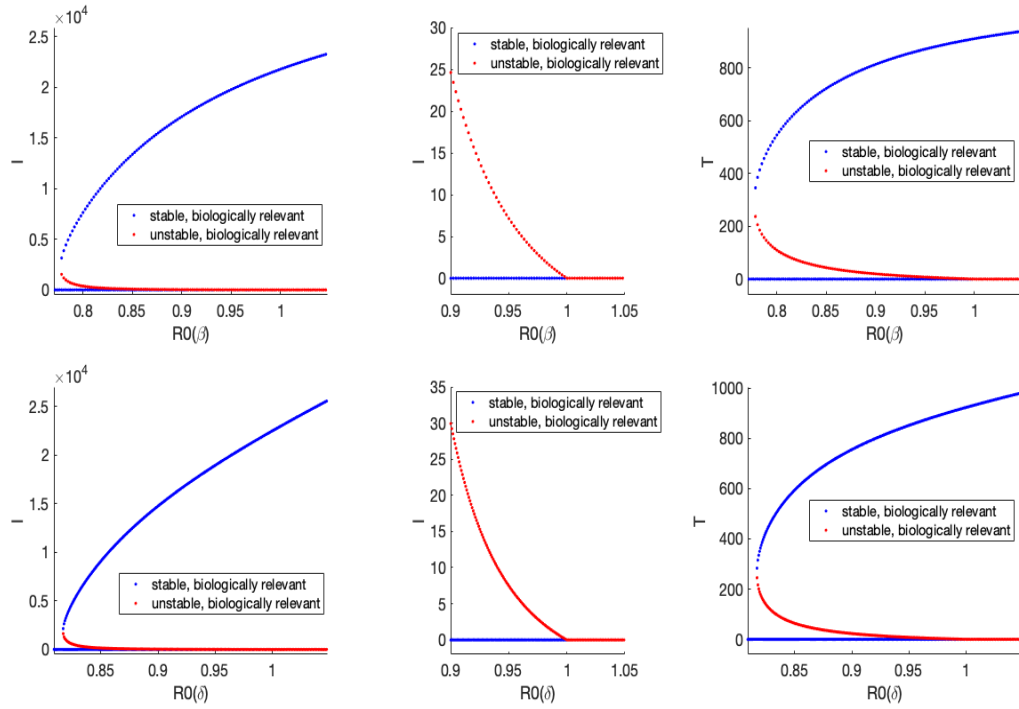 ×10⁴
2.5
2
1.5
1
0.5
0
I
0.8 0.85 0.9 0.95 1
R0(β)
stable, biologically relevant
unstable, biologically relevant
30
25
20
15
10
5
0
I
0.9 0.95 1 1.05
R0(β)
stable, biologically relevant
unstable, biologically relevant
800
600
400
200
0
T
0.8 0.85 0.9 0.95 1
R0(β)
stable, biologically relevant
unstable, biologically relevant
×10⁴
2.5
2
1.5
1
0.5
0
I
0.85 0.9 0.95 1
R0(δ)
stable, biologically relevant
unstable, biologically relevant
35
30
25
20
15
10
5
0
I
0.9 0.95 1 1.05
R0(δ)
stable, biologically relevant
unstable, biologically relevant
1000
800
600
400
200
0
T
0.85 0.9 0.95 1
R0(δ)
stable, biologically relevant
unstable, biologically relevant